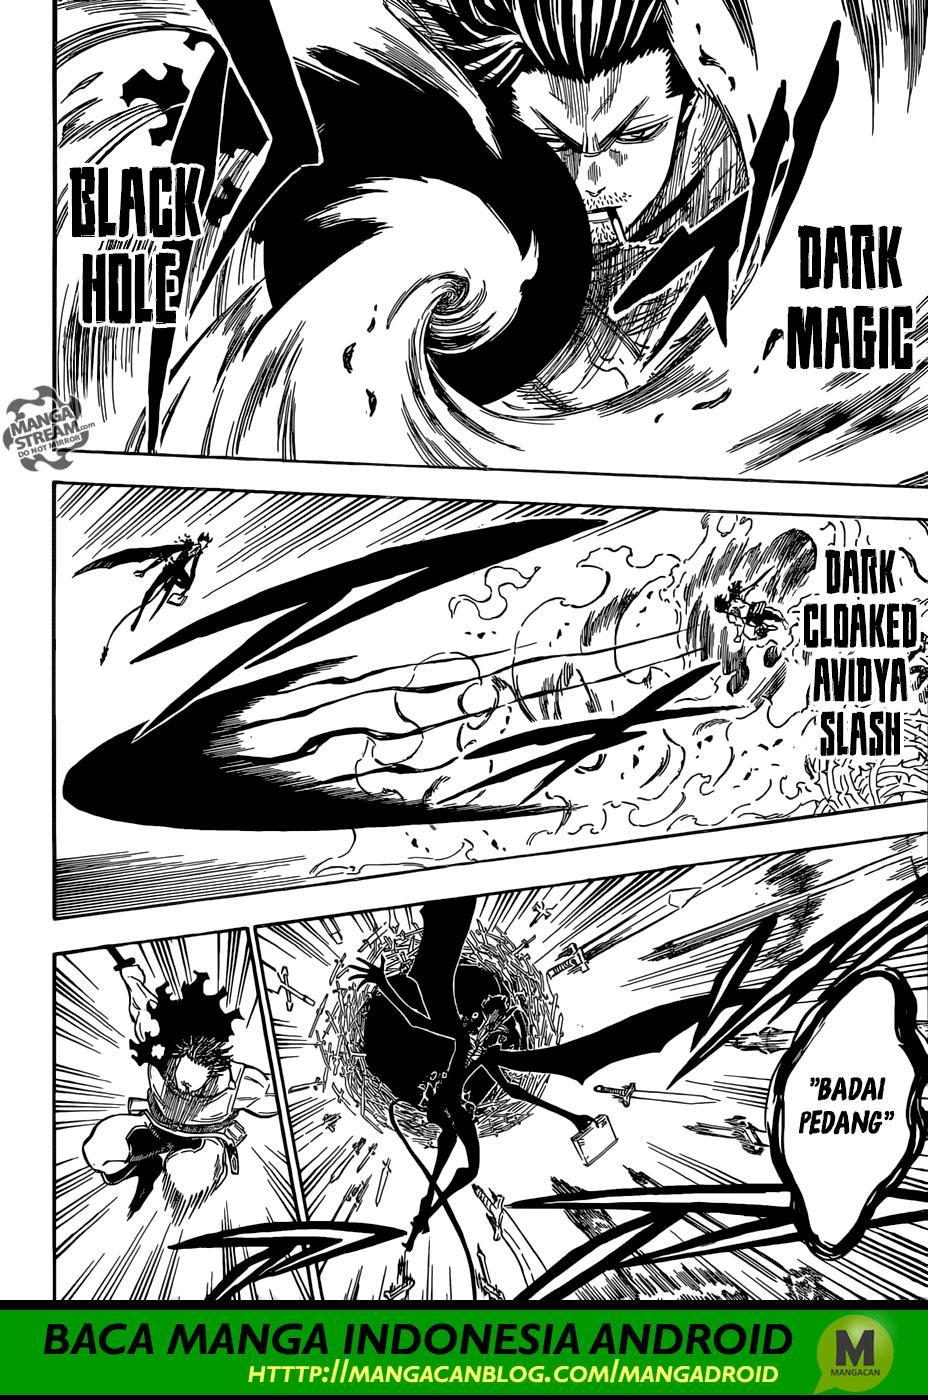 DARK
MAGIC
BLACK
HOLE
MANGA
STREAM.com
DO NOT MIRROR
DARK
CLOAKED
AVIDYA
SLASH
"BADAI
PEDANG"
BACA MANGA INDONESIA ANDROID
HTTTP://MANGACANBLOG.COM/MANGADROID
M
MANGACAN